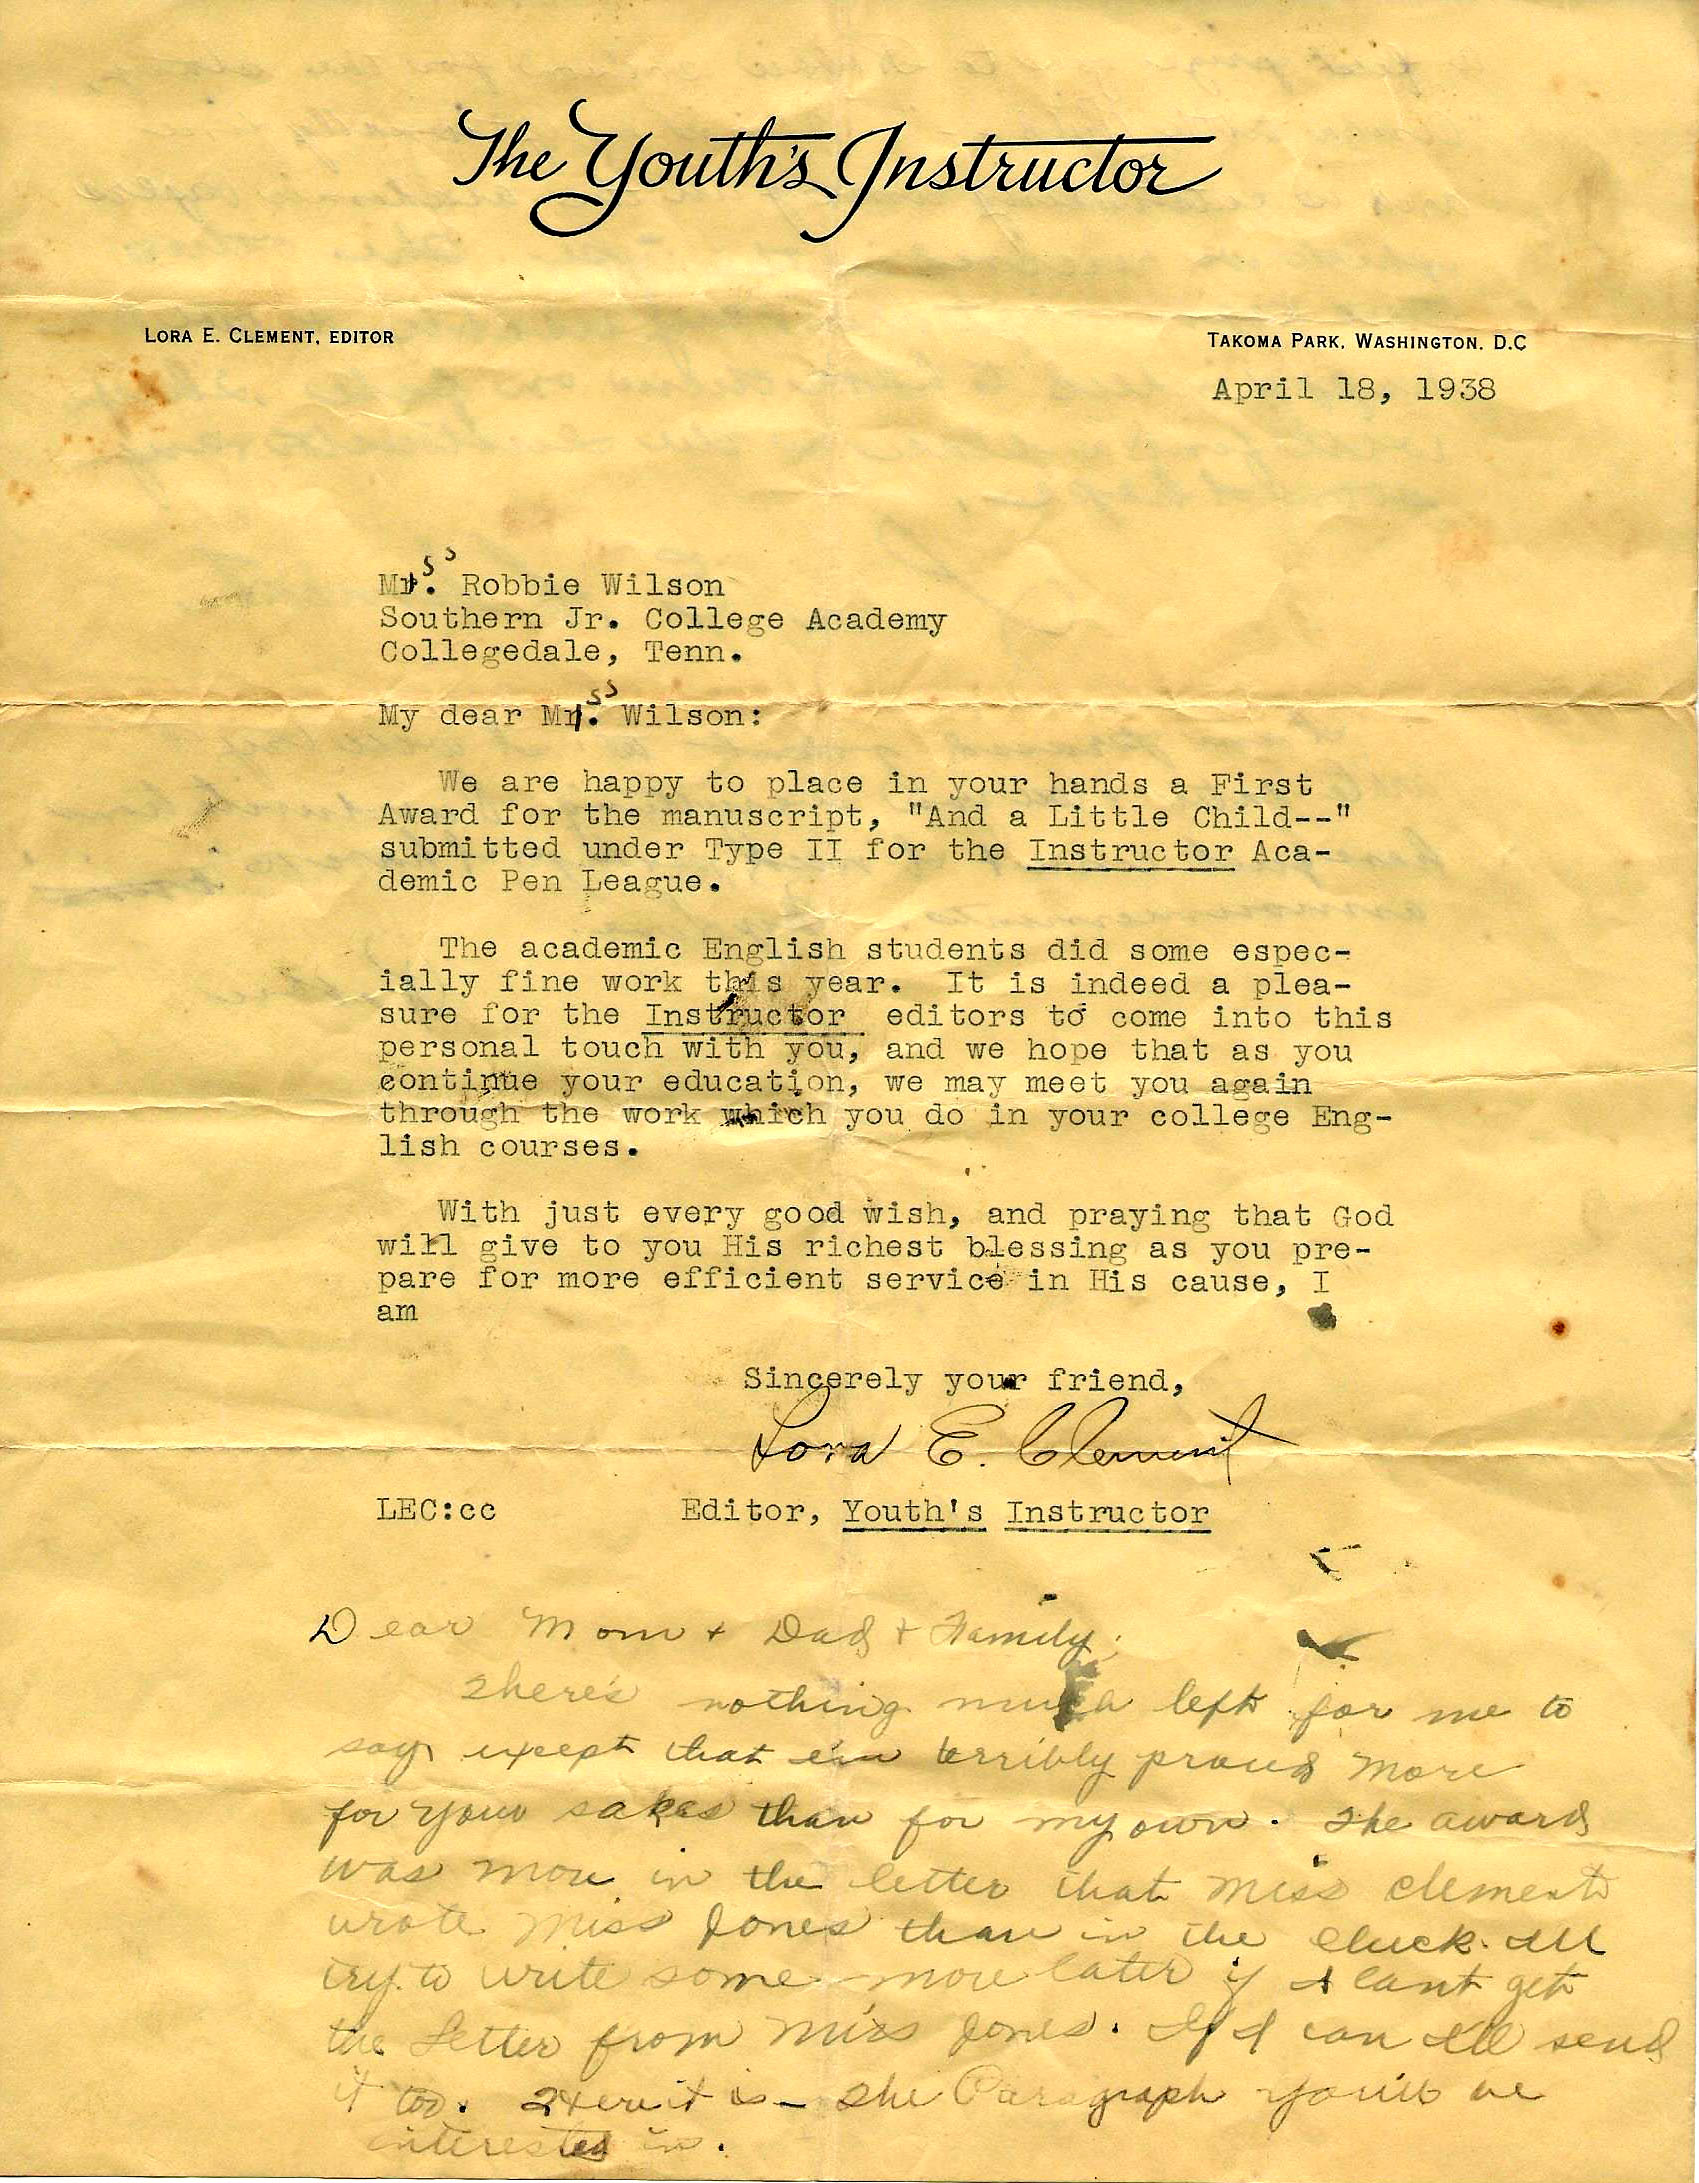 The Youth's Instructor
LORA E. CLEMENT, EDITOR
TAKOMA PARK, WASHINGTON, D.C
April 18, 1938
Mr.ss Robbie Wilson
Southern Jr. College Academy
Collegedale, Tenn.
My dear Mr.ss Wilson:
We are happy to place in your hands a First
Award for the manuscript, "And a Little Child--"
submitted under Type II for the Instructor Aca-
demic Pen League.
The academic English students did some espec-
ially fine work this year. It is indeed a plea-
sure for the Instructor editors to come into this
personal touch with you, and we hope that as you
continue your education, we may meet you again
through the work which you do in your college Eng-
lish courses.
With just every good wish, and praying that God
will give to you His richest blessing as you pre-
pare for more efficient service in His cause, I
am
Sincerely your friend,
Lora E. Clement
LEC:cc Editor, Youth's Instructor
Dear Mom + Dad + Family:
There's nothing much left for me to
say except that I'm terribly proud more
for your sakes than for my own. The award
was more in the letter that Miss Clement
wrote Miss Jones than in the check. I'll
try to write some more later if I can't get
the letter from Miss Jones. If I can I'll send
it too. Here it is - The Paragraph you'll be
interested in.